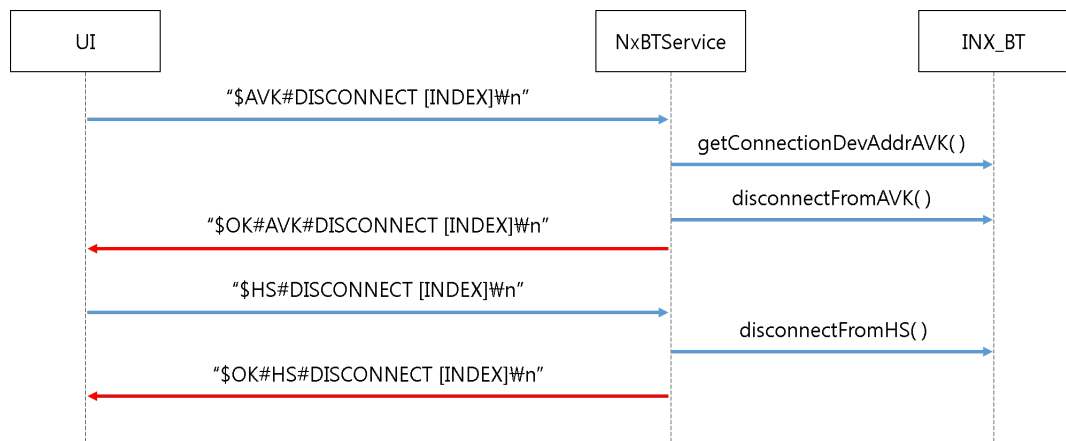 UI
NxBTService
INX_BT
“$AVK#DISCONNECT [INDEX]₩n”
getConnectionDevAddrAVK( )
disconnectFromAVK( )
“$OK#AVK#DISCONNECT [INDEX]₩n”
“$HS#DISCONNECT [INDEX]₩n”
disconnectFromHS( )
“$OK#HS#DISCONNECT [INDEX]₩n”